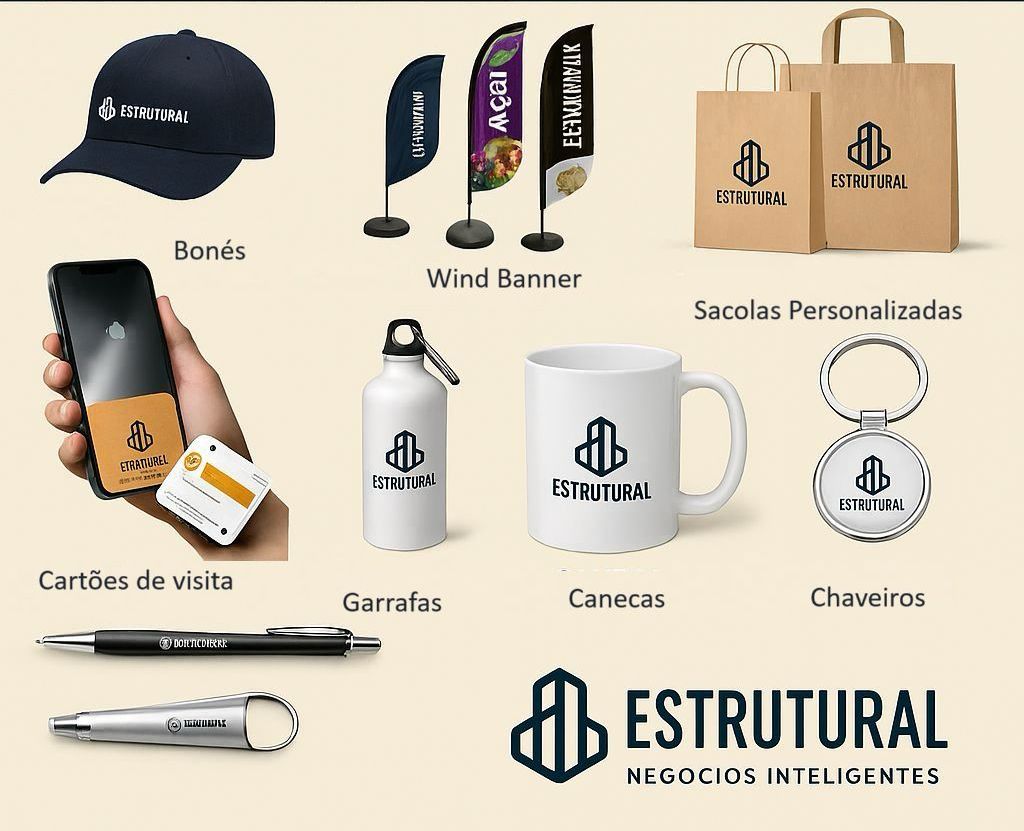 ESTRUTURAL
AÇAÍ
ESTRUTURAL
ESTRUTURAL
Bonés
Wind Banner
Sacolas Personalizadas
ETRATUREL
ESTRUTURAL
ESTRUTURAL
ESTRUTURAL
Cartões de visita
Garrafas
Canecas
Chaveiros
ESTRUTURAL
NEGOCIOS INTELIGENTES